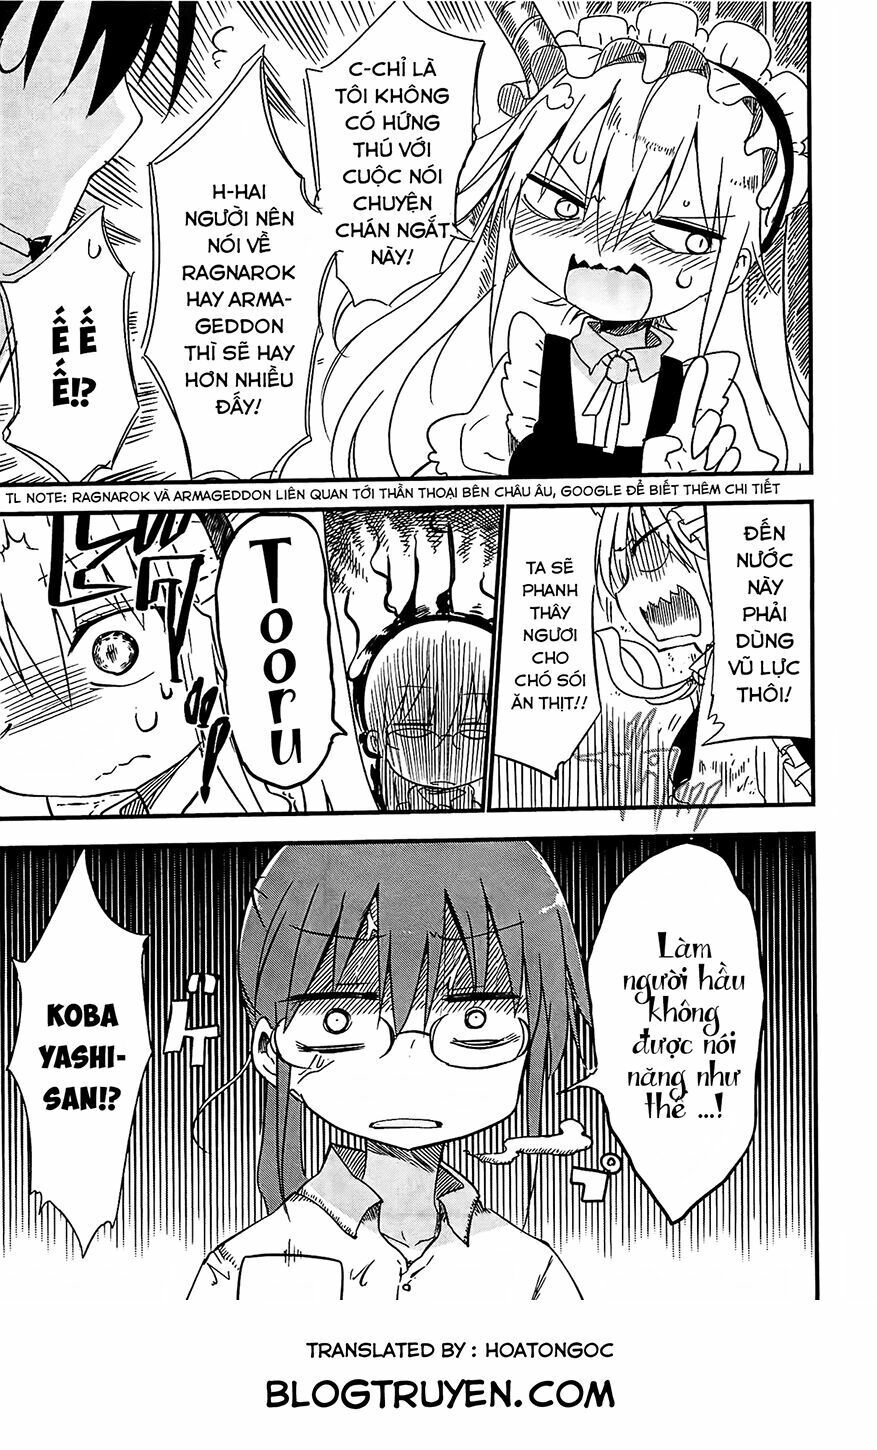 C-CHỈ LÀ
TÔI KHÔNG
CÓ HỨNG
THÚ VỚI
CUỘC NÓI
CHUYỆN
CHÁN NGẮT
NÀY!
H-HAI
NGƯỜI NÊN
NÓI VỀ
RAGNAROK
HAY ARMA-
GEDDON
THÌ SẼ HAY
HƠN NHIỀU
ĐẤY!
Ế Ế
Ế!?
TL NOTE: RAGNAROK VÀ ARMAGEDDON LIÊN QUAN TỚI THẦN THOẠI BÊN CHÂU ÂU, GOOGLE ĐỂ BIẾT THÊM CHI TIẾT
ĐẾN
NƯỚC
NÀY
PHẢI
DÙNG
VŨ LỰC
THÔI!
TA SẼ
PHANH
THÂY
NGƯƠI
CHO
CHÓ SÓI
ĂN THỊT!!
Tooru
Làm
người hầu
không
được nói
năng như
thế ...!
ゲ
プ
KOBA
YASHI-
SAN!?
TRANSLATED BY : HOATONGOC
BLOGTRUYEN.COM